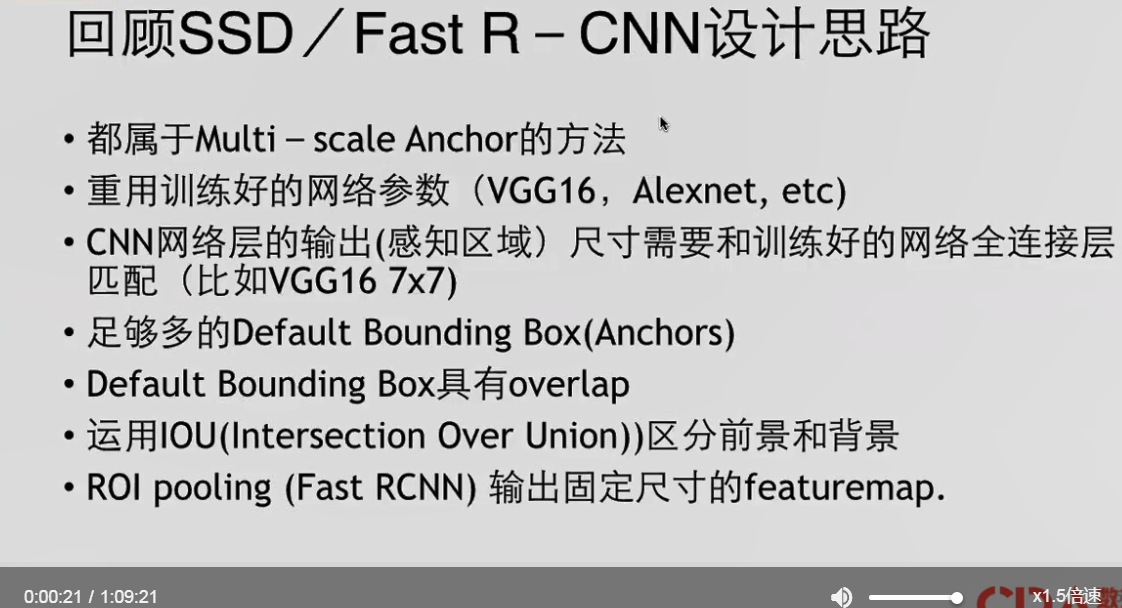 回顾SSD／Fast R – CNN设计思路
• 都属于Multi – scale Anchor的方法
• 重用训练好的网络参数（VGG16，Alexnet, etc)
• CNN网络层的输出(感知区域）尺寸需要和训练好的网络全连接层
匹配（比如VGG16 7x7)
• 足够多的Default Bounding Box(Anchors)
• Default Bounding Box具有overlap
• 运用IOU(Intersection Over Union))区分前景和背景
• ROI pooling (Fast RCNN) 输出固定尺寸的featuremap.
0:00:21 / 1:09:21
x1.5倍速